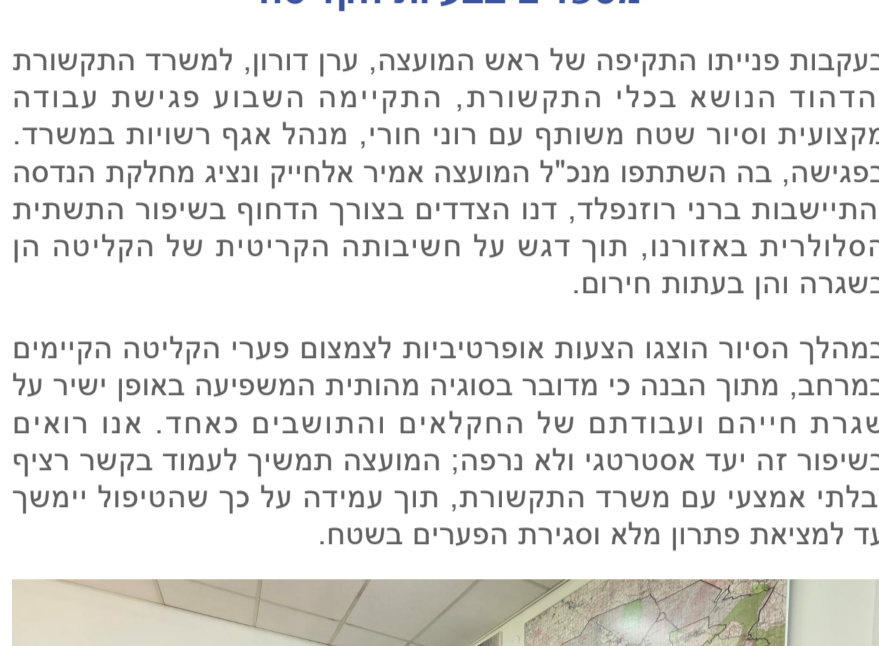 בעקבות פנייתו התקיפה של ראש המועצה, ערן דורון, למשרד התקשורת
והדהוד הנושא בכלי התקשורת, התקיימה השבוע פגישת עבודה
מקצועית וסיור שטח משותף עם רוני חורי, מנהל אגף רשויות במשרד.
בפגישה, בה השתתפו מנכ"ל המועצה אמיר אלחייק ונציג מחלקת הנדסה
והתיישבות ברני רוזנפלד, דנו הצדדים בצורך הדחוף בשיפור התשתית
הסלולרית באזורנו, תוך דגש על חשיבותה הקריטית של הקליטה הן
בשגרה והן בעתות חירום.
במהלך הסיור הוצגו הצעות אופרטיביות לצמצום פערי הקליטה הקיימים
במרחב, מתוך הבנה כי מדובר בסוגיה מהותית המשפיעה באופן ישיר על
שגרת חייהם ועבודתם של החקלאים והתושבים כאחד. אנו רואים
בשיפור זה יעד אסטרטגי ולא נרפה; המועצה תמשיך לעמוד בקשר רציף
ובלתי אמצעי עם משרד התקשורת, תוך עמידה על כך שהטיפול יימשך
עד למציאת פתרון מלא וסגירת הפערים בשטח.